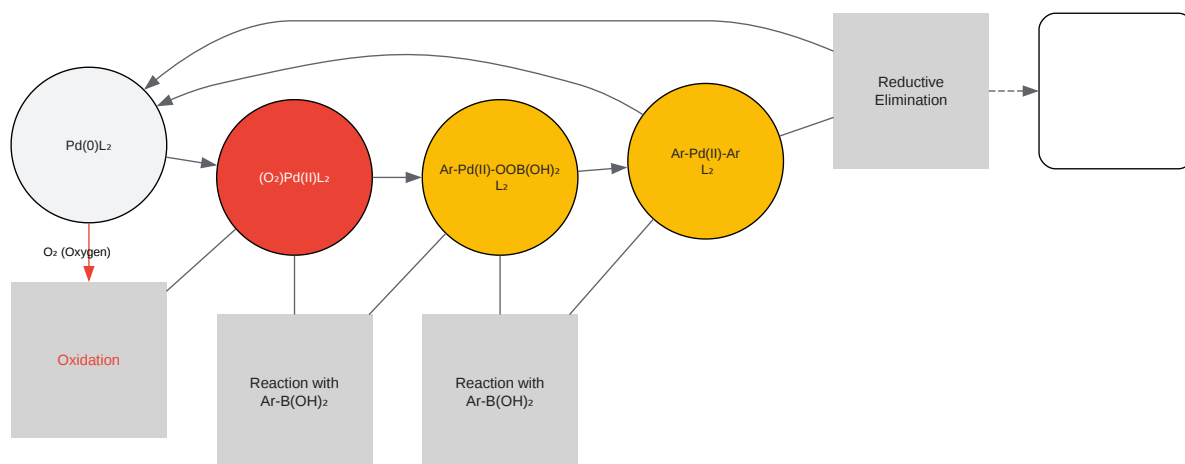 Reductive
Elimination
Pd(0)L₂
(O₂)Pd(II)L₂
Ar-Pd(II)-OOB(OH)₂
L₂
Ar-Pd(II)-Ar
L₂
O₂ (Oxygen)
Oxidation
Reaction with
Ar-B(OH)₂
Reaction with
Ar-B(OH)₂